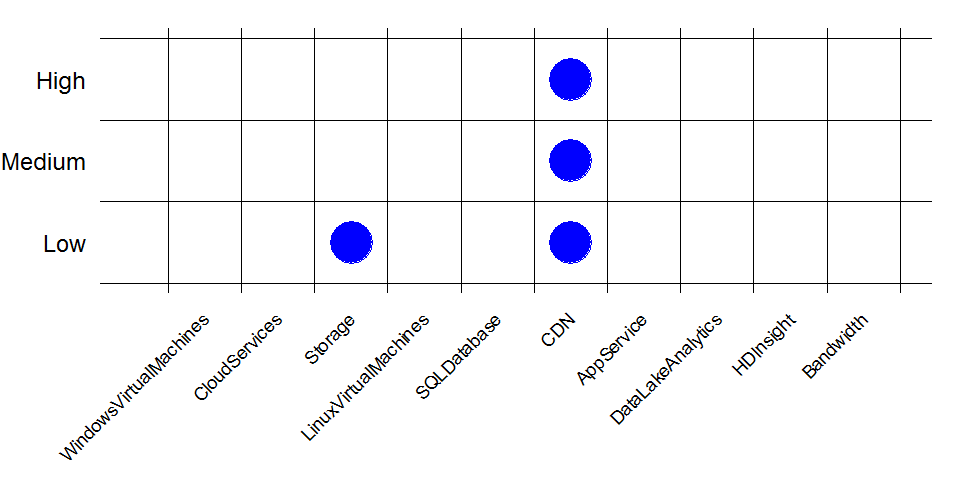 High
Medium
Low
WindowsVirtualMachines
CloudServices
Storage
LinuxVirtualMachines
SQLDatabase
CDN
AppService
DataLakeAnalytics
HDInsight
Bandwidth